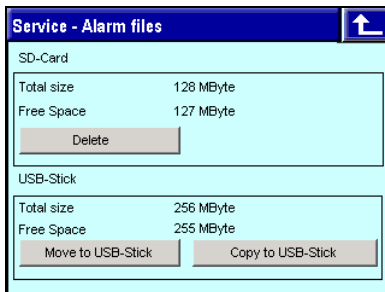 Service - Alarm files
SD-Card
Total size 128 MByte
Free Space 127 MByte
Delete
USB-Stick
Total size 256 MByte
Free Space 255 MByte
Move to USB-Stick Copy to USB-Stick